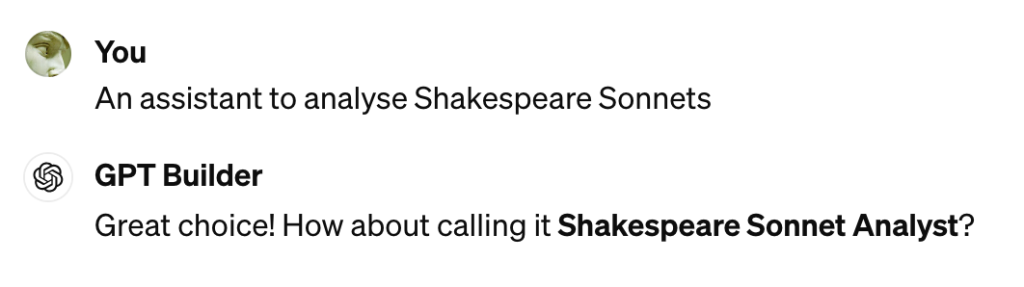 You
An assistant to analyse Shakespeare Sonnets
GPT Builder
Great choice! How about calling it Shakespeare Sonnet Analyst?